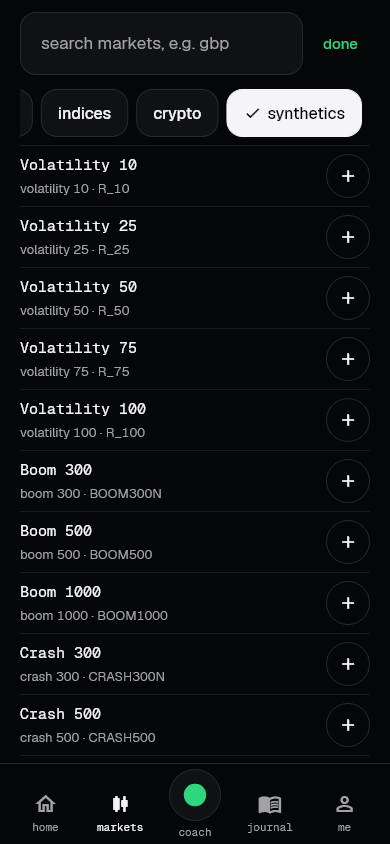 search markets, e.g. gbp
done
indices
crypto
synthetics
Volatility 10
volatility 10 · R_10
Volatility 25
volatility 25 · R_25
Volatility 50
volatility 50 · R_50
Volatility 75
volatility 75 · R_75
Volatility 100
volatility 100 · R_100
Boom 300
boom 300 · BOOM300N
Boom 500
boom 500 · BOOM500
Boom 1000
boom 1000 · BOOM1000
Crash 300
crash 300 · CRASH300N
Crash 500
crash 500 · CRASH500
home
markets
coach
journal
me